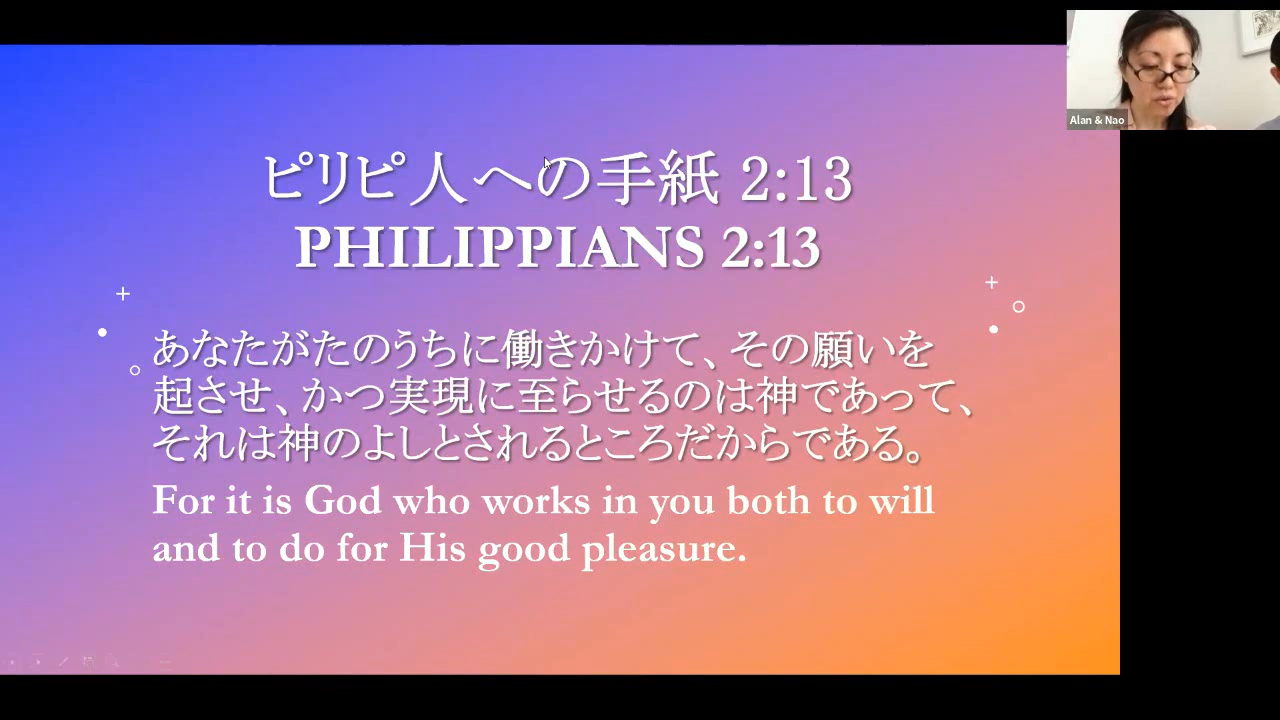 ピリピ人への手紙 2:13
PHILIPPIANS 2:13
あなたがたのうちに働きかけて、その願いを
起させ、かつ実現に至らせるのは神であって、
それは神のよしとされるところだからである。
For it is God who works in you both to will
and to do for His good pleasure.
Alan & Nao